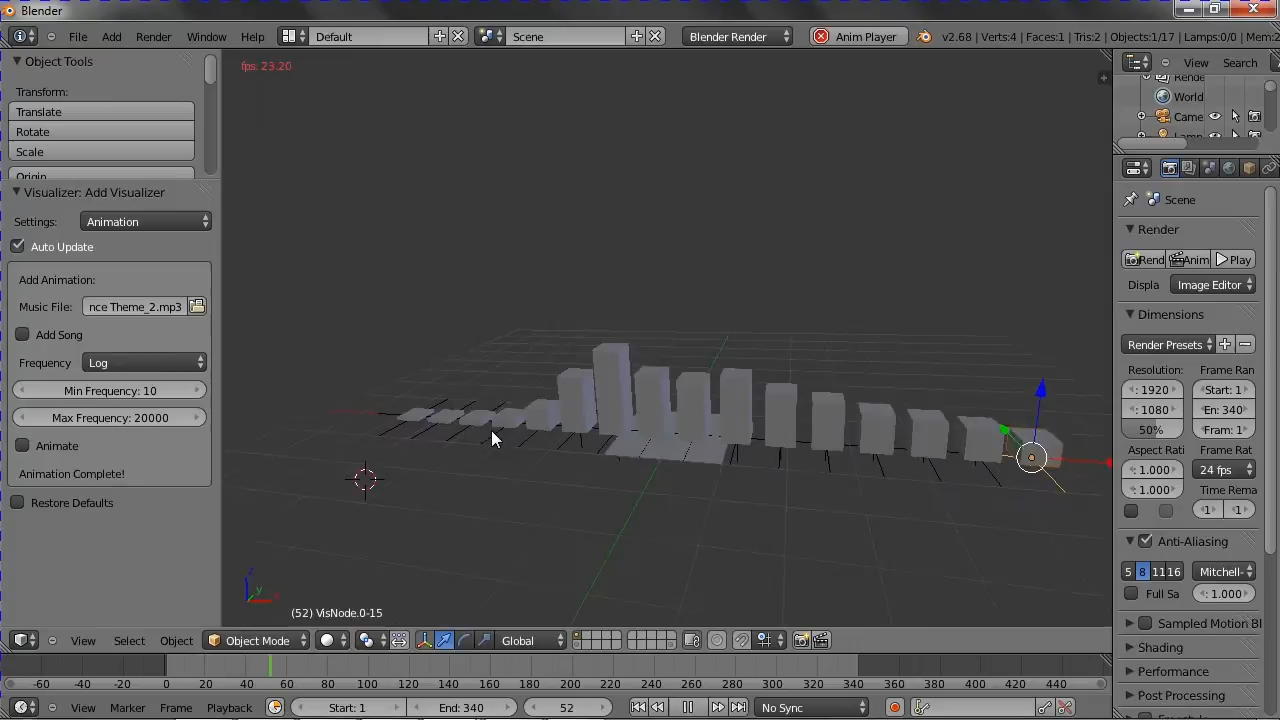 Blender
File Add Render Window Help Default Scene Blender Render Anim Player v2.68 | Verts:4 | Faces:1 | Tris:2 | Objects:1/17 | Lamps:0/0 | Mem:2
Object Tools
fps: 23.20
View Search
Transform:
Translate
Rotate
Scale
Origin
Rende
World
Came
Lamp
Visualizer: Add Visualizer
Settings: Animation
Auto Update
Add Animation:
Music File: nce Theme_2.mp3
Add Song
Frequency Log
Min Frequency: 10
Max Frequency: 20000
Animate
Animation Complete!
Restore Defaults
z
y
x
(52) VisNode.0-15
Scene
Render
Rend Anim Play
Displa Image Editor
Dimensions
Render Presets
Resolution: Frame Ran
: 1920 Start: 1
: 1080 En: 340
50% Fram: 1
Aspect Rati Frame Rat
: 1.000 24 fps
: 1.000 Time Rema
: 1 : 1
Anti-Aliasing
5 8 11 16 Mitchell-
Full Sa : 1.000
Sampled Motion Bl
Shading
Performance
Post Processing
View Select Object Object Mode Global
-60 -40 -20 0 20 40 60 80 100 120 140 160 180 200 220 240 260 280 300 320 340 360 380 400 420 440
View Marker Frame Playback Start: 1 End: 340 52 No Sync